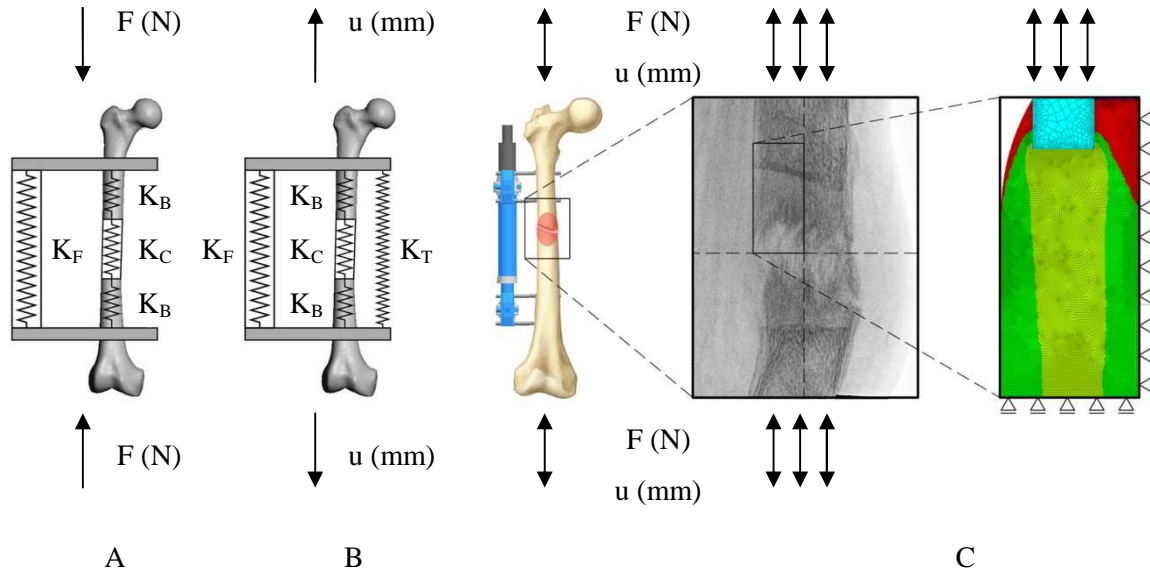 F (N)
u (mm)
F (N)
u (mm)
K_B
K_F
K_C
K_B
K_B
K_F
K_C
K_T
K_B
F (N)
u (mm)
F (N)
u (mm)
A
B
C